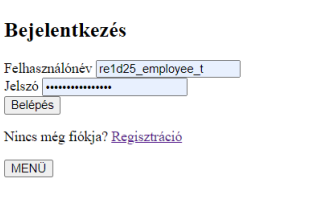 Bejelentkezés
Felhasználónév re1d25_employee_t
Jelszó ••••••••••••••••
Belépés
Nincs még fiókja? Regisztráció
MENÜ